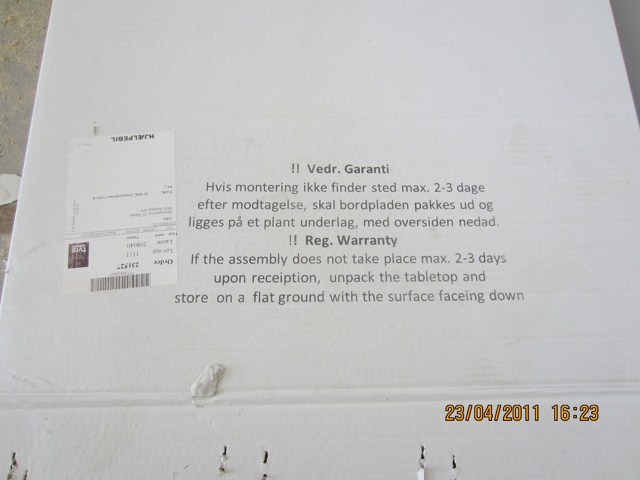 !! Vedr. Garanti
Hvis montering ikke finder sted max. 2-3 dage
efter modtagelse, skal bordpladen pakkes ud og
ligges på et plant underlag, med oversiden nedad.
!! Reg. Warranty
If the assembly does not take place max. 2-3 days
upon receiption, unpack the tabletop and
store on a flat ground with the surface faceing down
HJÆLPEBIL
Ordre
23/04/2011 16:23